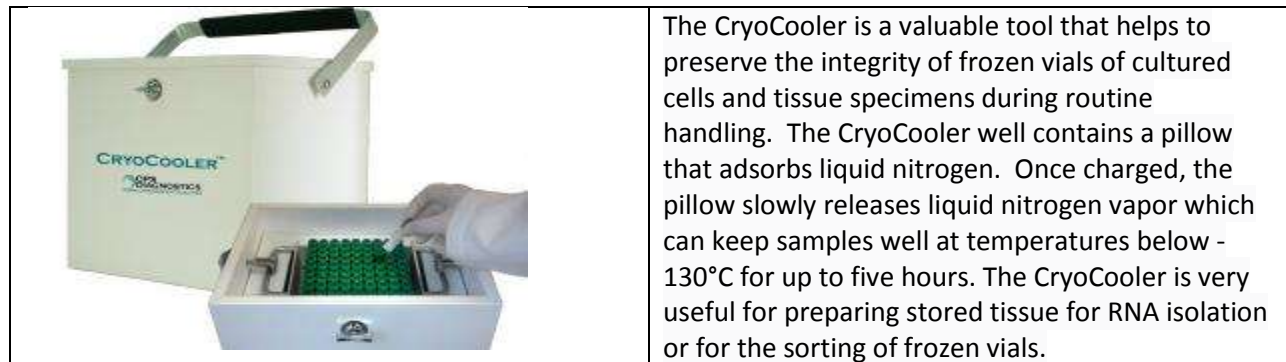 CRYOCOOLER™
OPS
DIAGNOSTICS
The CryoCooler is a valuable tool that helps to
preserve the integrity of frozen vials of cultured
cells and tissue specimens during routine
handling.  The CryoCooler well contains a pillow
that adsorbs liquid nitrogen.  Once charged, the
pillow slowly releases liquid nitrogen vapor which
can keep samples well at temperatures below -
130°C for up to five hours. The CryoCooler is very
useful for preparing stored tissue for RNA isolation
or for the sorting of frozen vials.